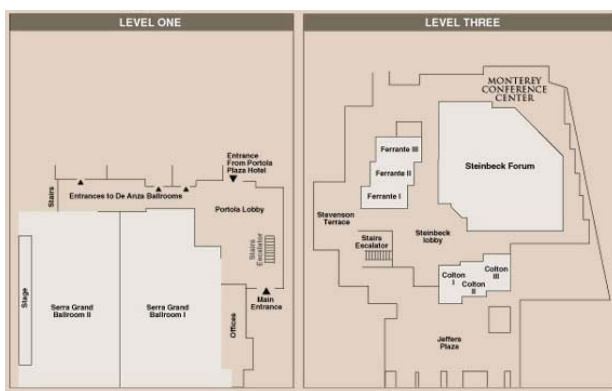 LEVEL ONE
Entrance
From Portola
Plaza Hotel
Stairs
Entrances to De Anza Ballrooms
Portola Lobby
Stairs
Escalator
Main
Entrance
Stage
Serra Grand
Ballroom II
Serra Grand
Ballroom I
Offices
LEVEL THREE
MONTEREY
CONFERENCE
CENTER
Ferrante III
Ferrante II
Ferrante I
Steinbeck Forum
Stevenson
Terrace
Steinbeck
lobby
Stairs
Escalator
Colton
I
Colton
II
Colton
III
Jeffers
Plaza